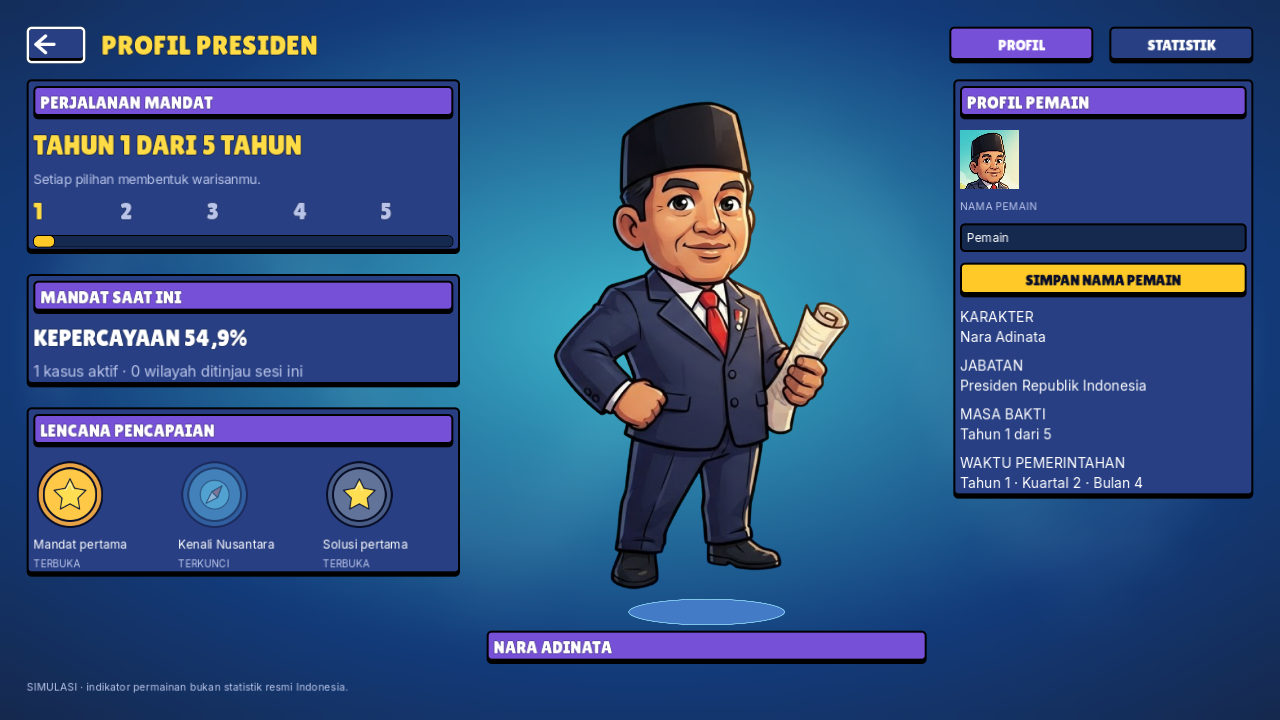 PROFIL PRESIDEN
PROFIL
STATISTIK
PERJALANAN MANDAT
TAHUN 1 DARI 5 TAHUN
Setiap pilihan membentuk warisanmu.
1 2 3 4 5
MANDAT SAAT INI
KEPERCAYAAN 54,9%
1 kasus aktif · 0 wilayah ditinjau sesi ini
LENCANA PENCAPAIAN
Mandat pertama
TERBUKA
Kenali Nusantara
TERKUNCI
Solusi pertama
TERBUKA
NARA ADINATA
PROFIL PEMAIN
NAMA PEMAIN
Pemain
SIMPAN NAMA PEMAIN
KARAKTER
Nara Adinata
JABATAN
Presiden Republik Indonesia
MASA BAKTI
Tahun 1 dari 5
WAKTU PEMERINTAHAN
Tahun 1 · Kuartal 2 · Bulan 4
SIMULASI · indikator permainan bukan statistik resmi Indonesia.